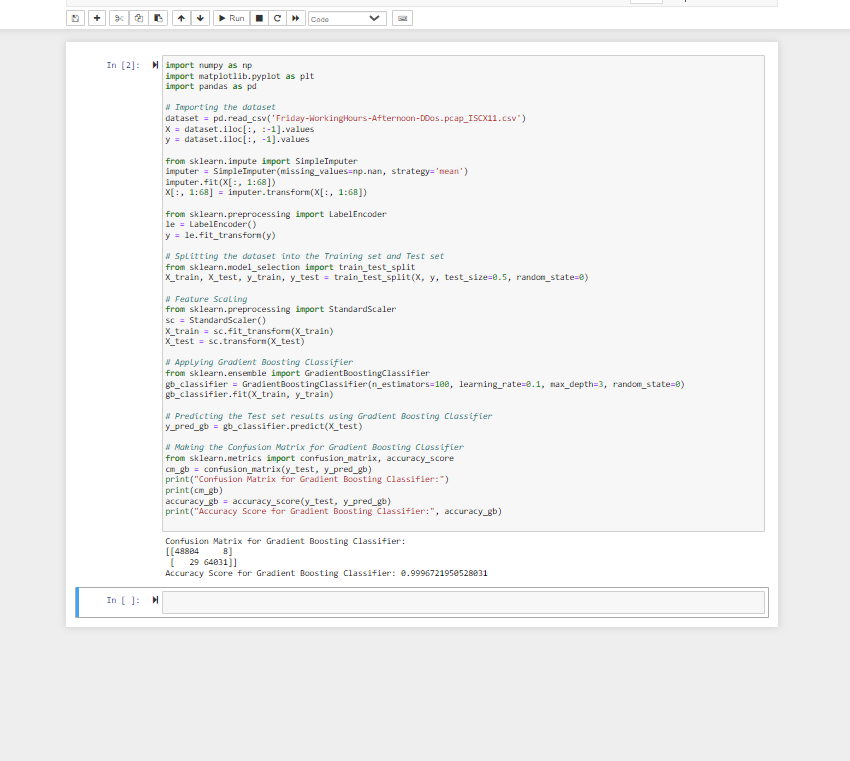 Run
Code
In [2]:
import numpy as np
import matplotlib.pyplot as plt
import pandas as pd
# Importing the dataset
dataset = pd.read_csv('Friday-WorkingHours-Afternoon-DDos.pcap_ISCX11.csv')
X = dataset.iloc[:, :-1].values
y = dataset.iloc[:, -1].values
from sklearn.impute import SimpleImputer
imputer = SimpleImputer(missing_values=np.nan, strategy='mean')
imputer.fit(X[:, 1:68])
X[:, 1:68] = imputer.transform(X[:, 1:68])
from sklearn.preprocessing import LabelEncoder
le = LabelEncoder()
y = le.fit_transform(y)
# Splitting the dataset into the Training set and Test set
from sklearn.model_selection import train_test_split
X_train, X_test, y_train, y_test = train_test_split(X, y, test_size=0.5, random_state=0)
# Feature Scaling
from sklearn.preprocessing import StandardScaler
sc = StandardScaler()
X_train = sc.fit_transform(X_train)
X_test = sc.transform(X_test)
# Applying Gradient Boosting Classifier
from sklearn.ensemble import GradientBoostingClassifier
gb_classifier = GradientBoostingClassifier(n_estimators=100, learning_rate=0.1, max_depth=3, random_state=0)
gb_classifier.fit(X_train, y_train)
# Predicting the Test set results using Gradient Boosting Classifier
y_pred_gb = gb_classifier.predict(X_test)
# Making the Confusion Matrix for Gradient Boosting Classifier
from sklearn.metrics import confusion_matrix, accuracy_score
cm_gb = confusion_matrix(y_test, y_pred_gb)
print("Confusion Matrix for Gradient Boosting Classifier:")
print(cm_gb)
accuracy_gb = accuracy_score(y_test, y_pred_gb)
print("Accuracy Score for Gradient Boosting Classifier:", accuracy_gb)
Confusion Matrix for Gradient Boosting Classifier:
[[48804     8]
 [   29 64031]]
Accuracy Score for Gradient Boosting Classifier: 0.9996721950528031
In [ ]: